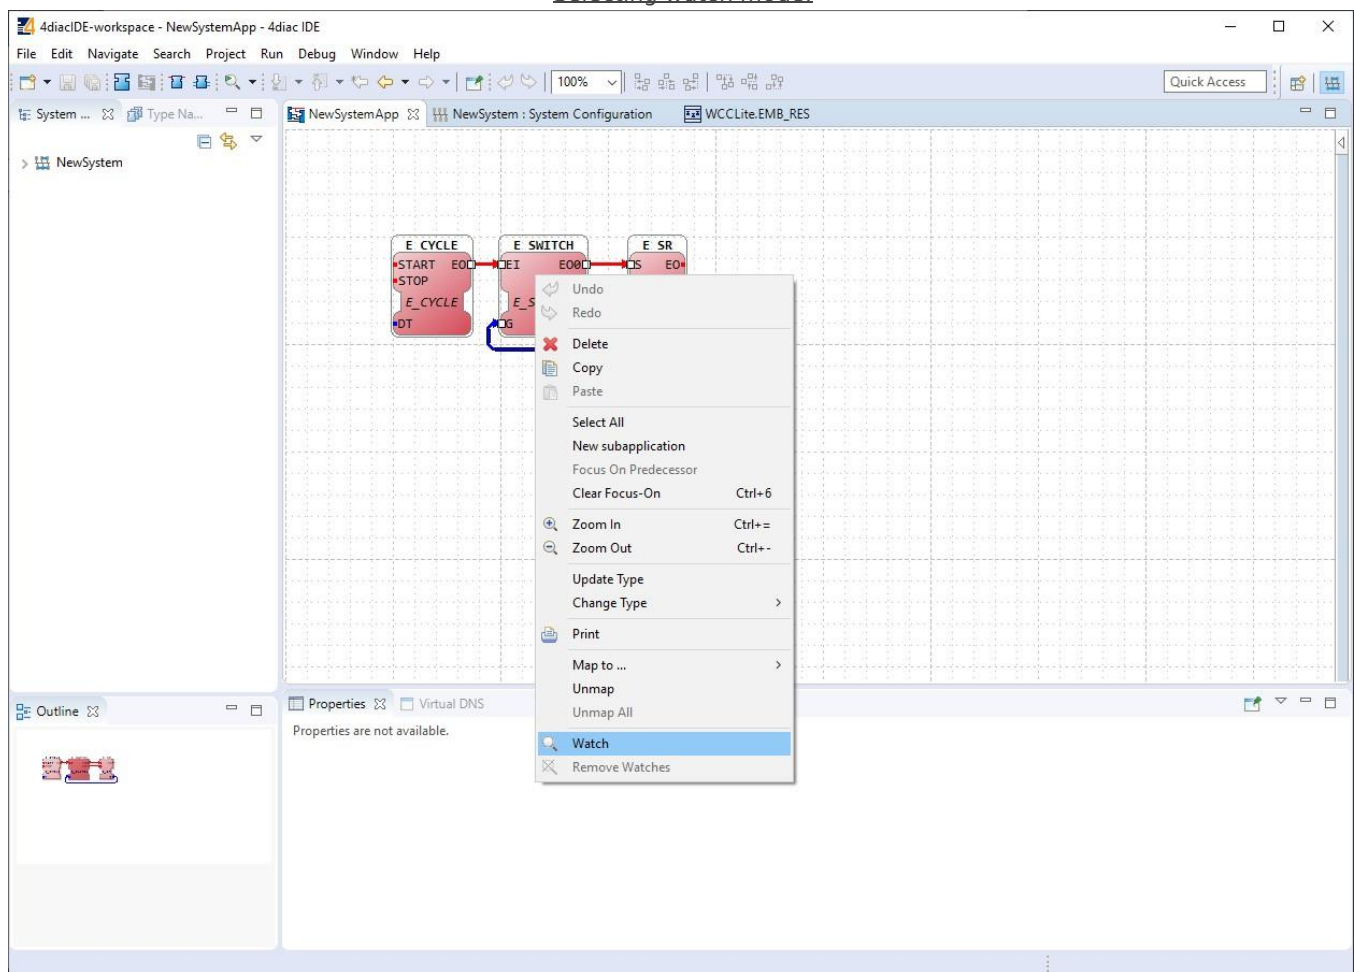 Selecting watch model
4diacIDE-workspace - NewSystemApp - 4diac IDE
File Edit Navigate Search Project Run Debug Window Help
100%
Quick Access
System ...
Type Na...
NewSystemApp
NewSystem : System Configuration
WCCLite.EMB_RES
NewSystem
E_CYCLE
START EO
STOP
E_CYCLE
DT
E_SWITCH
EI EO0
E_S
G
E_SR
S EO
Undo
Redo
Delete
Copy
Paste
Select All
New subapplication
Focus On Predecessor
Clear Focus-On Ctrl+6
Zoom In Ctrl+=
Zoom Out Ctrl+-
Update Type
Change Type
Print
Map to ...
Unmap
Unmap All
Watch
Remove Watches
Outline
Properties
Virtual DNS
Properties are not available.